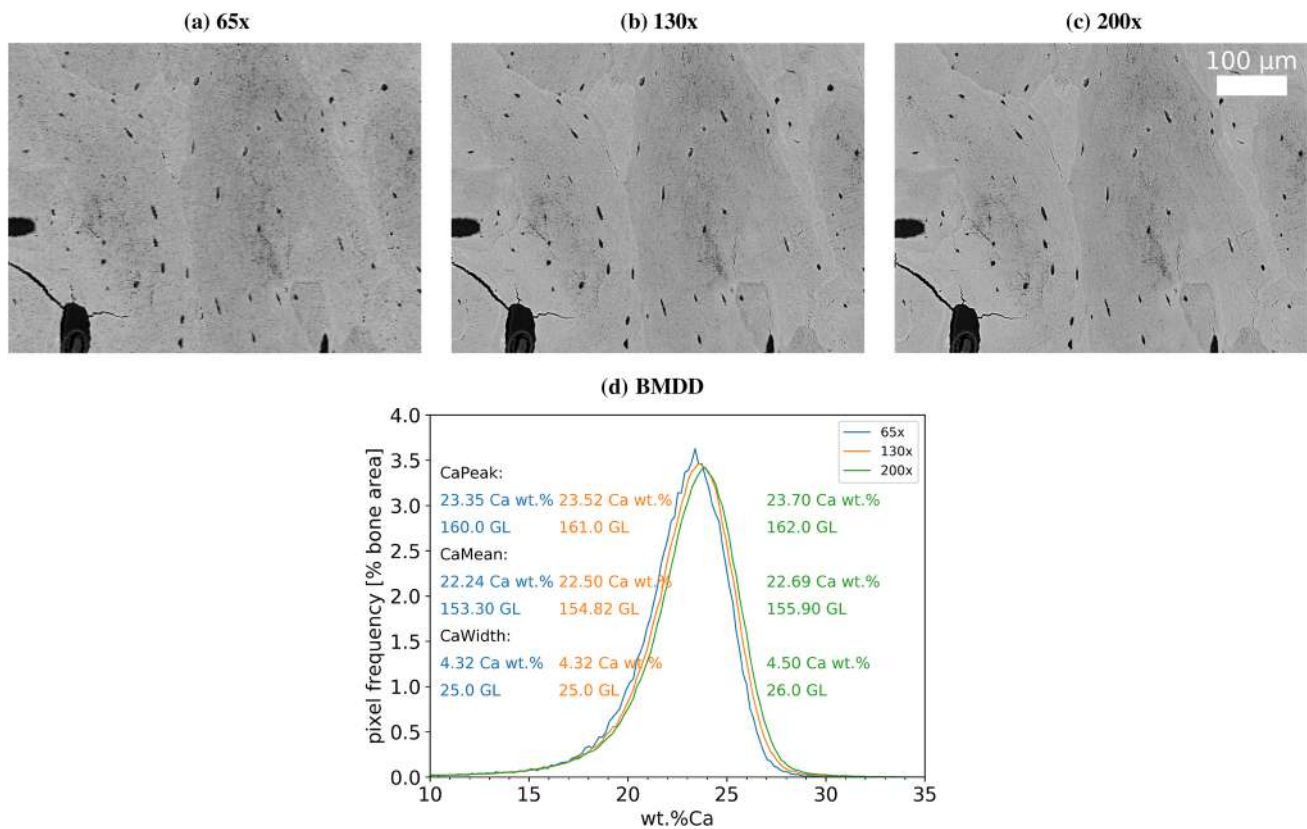 (a) 65x
(b) 130x
(c) 200x
100 µm
(d) BMDD
4.0
3.5
3.0
2.5
2.0
1.5
1.0
0.5
0.0
pixel frequency [% bone area]
65x
130x
200x
CaPeak:
23.35 Ca wt.% 23.52 Ca wt.% 23.70 Ca wt.%
160.0 GL 161.0 GL 162.0 GL
CaMean:
22.24 Ca wt.% 22.50 Ca wt.% 22.69 Ca wt.%
153.30 GL 154.82 GL 155.90 GL
CaWidth:
4.32 Ca wt.% 4.32 Ca wt.% 4.50 Ca wt.%
25.0 GL 25.0 GL 26.0 GL
10 15 20 25 30 35
wt.%Ca